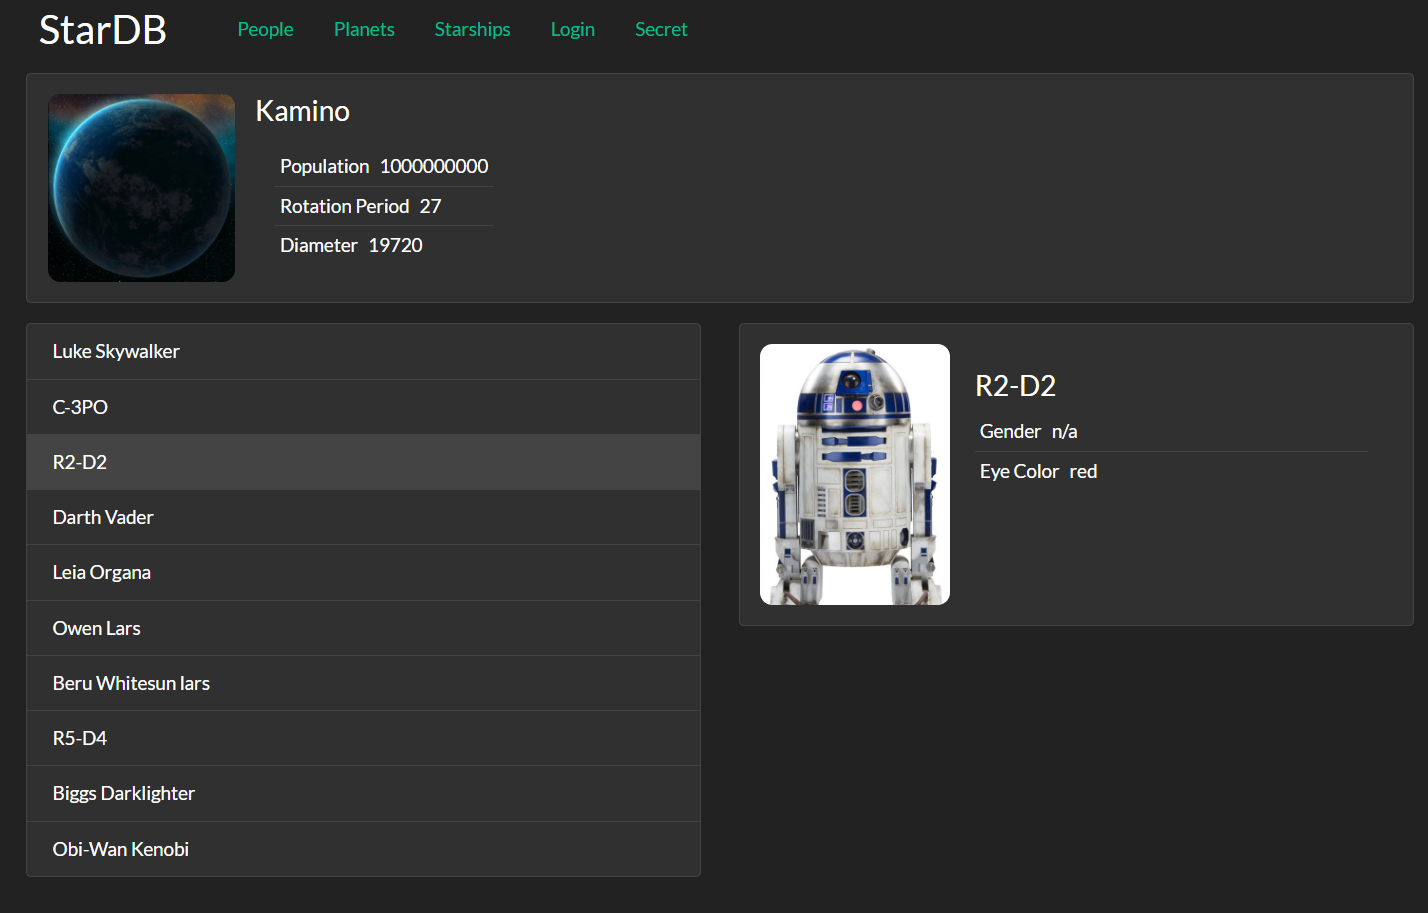 StarDB People Planets Starships Login Secret
Kamino
Population 1000000000
Rotation Period 27
Diameter 19720
Luke Skywalker
C-3PO
R2-D2
Darth Vader
Leia Organa
Owen Lars
Beru Whitesun lars
R5-D4
Biggs Darklighter
Obi-Wan Kenobi
R2-D2
Gender n/a
Eye Color red